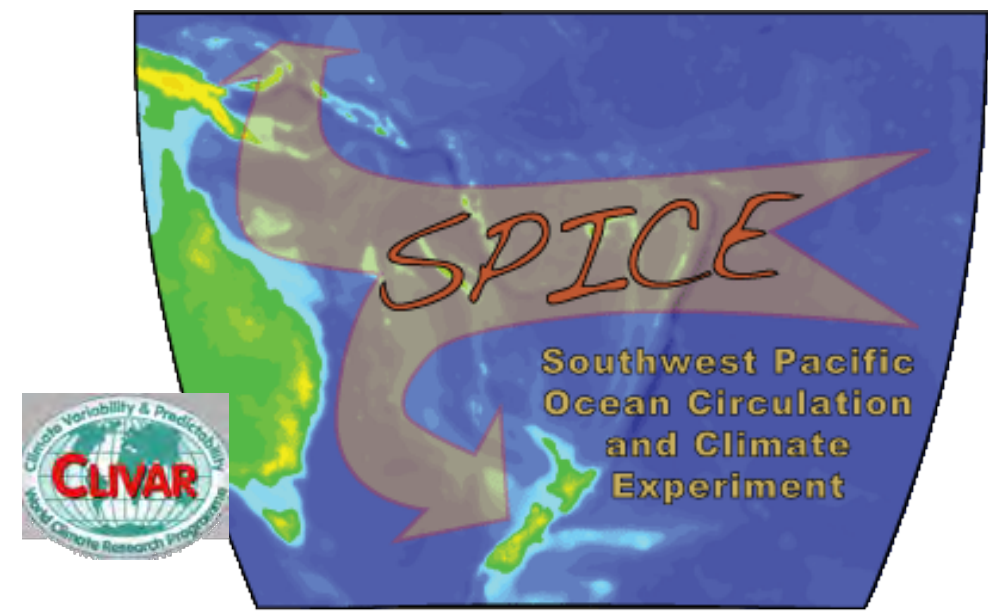 SPICE
Southwest Pacific
Ocean Circulation
and Climate
Experiment
Climate Variability & Predictability
CLIVAR
World Climate Research Programme